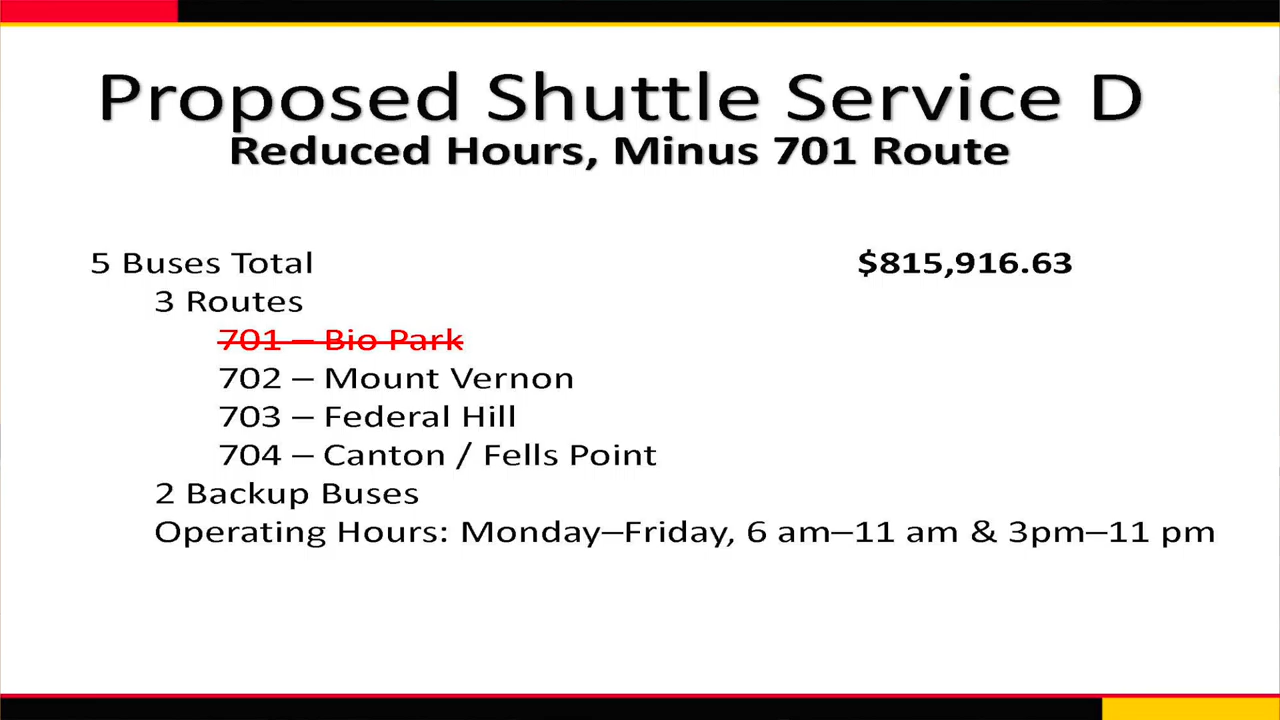 Proposed Shuttle Service D
Reduced Hours, Minus 701 Route
5 Buses Total $815,916.63
3 Routes
701 – Bio Park
702 – Mount Vernon
703 – Federal Hill
704 – Canton / Fells Point
2 Backup Buses
Operating Hours: Monday–Friday, 6 am–11 am & 3pm–11 pm